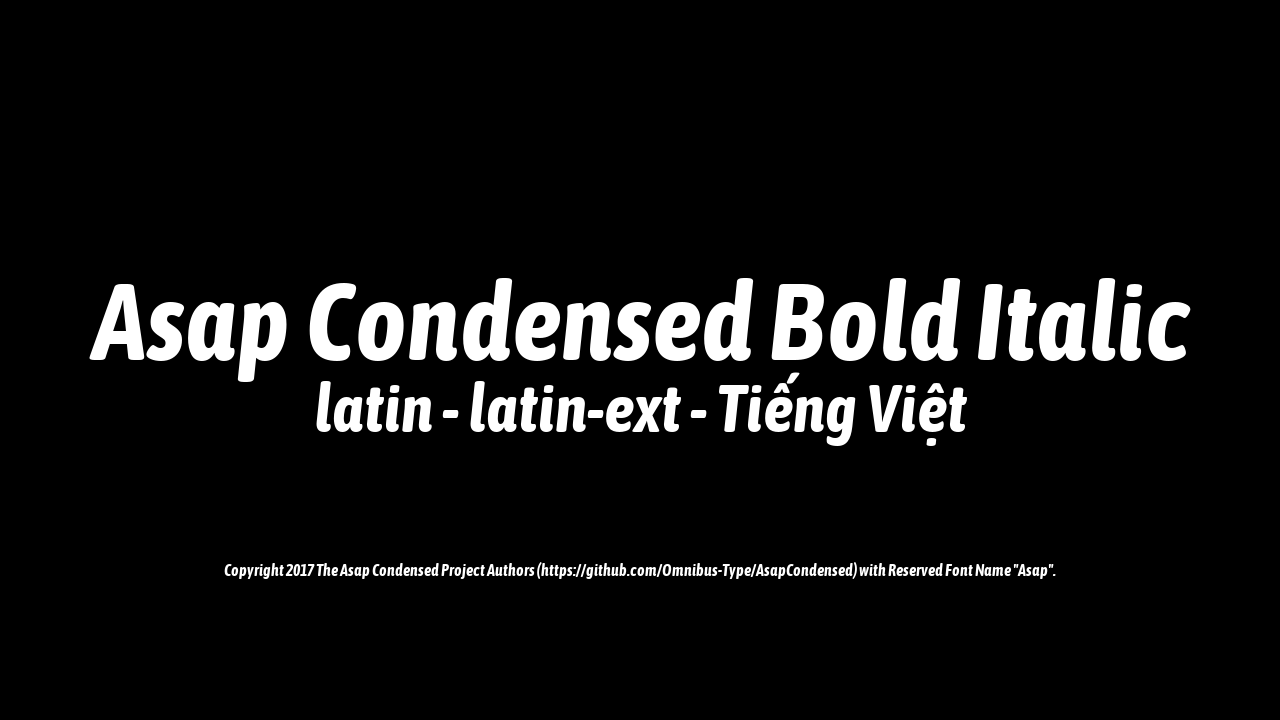 Asap Condensed Bold Italic
latin - latin-ext - Tiếng Việt
Copyright 2017 The Asap Condensed Project Authors (https://github.com/Omnibus-Type/AsapCondensed) with Reserved Font Name "Asap".